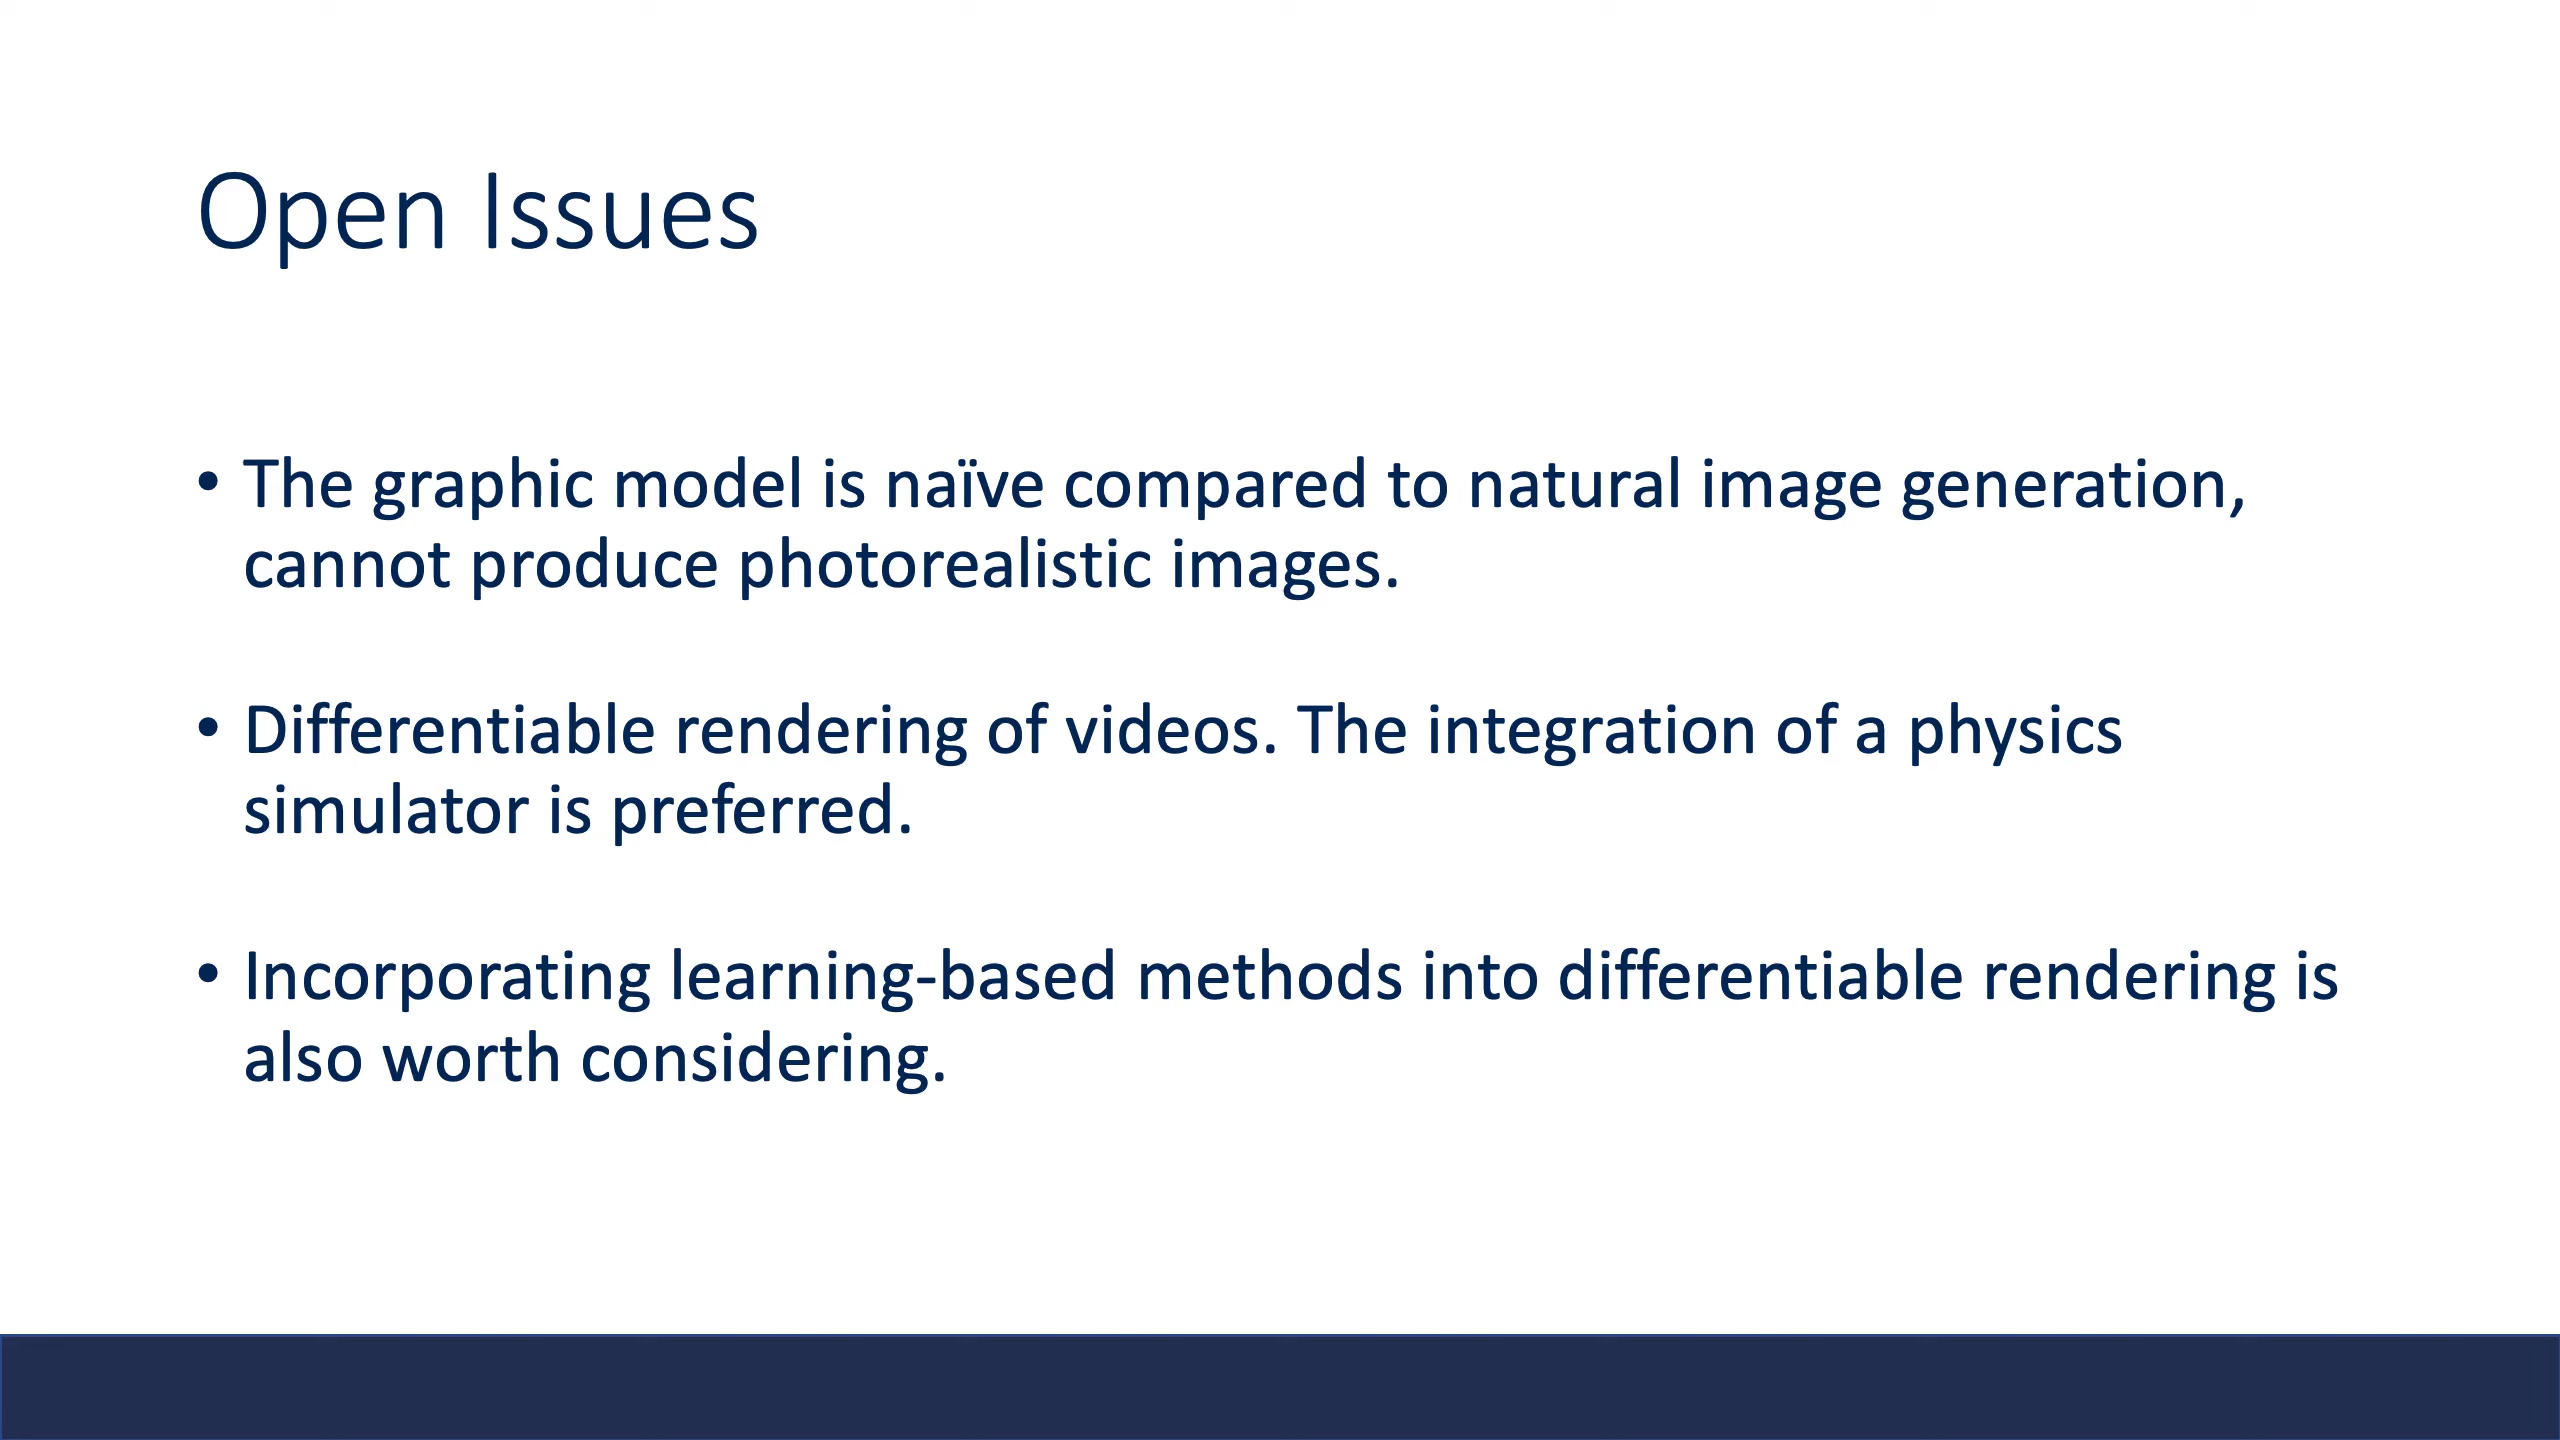 Open Issues
• The graphic model is naïve compared to natural image generation,
cannot produce photorealistic images.
• Differentiable rendering of videos. The integration of a physics
simulator is preferred.
• Incorporating learning-based methods into differentiable rendering is
also worth considering.